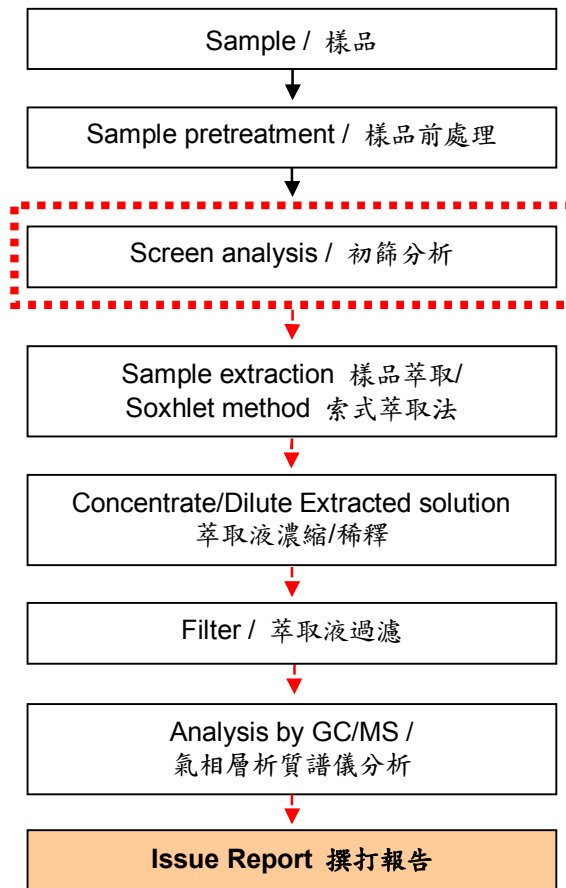 Sample / 樣品
Sample pretreatment / 樣品前處理
Screen analysis / 初篩分析
Sample extraction 樣品萃取/
Soxhlet method 索式萃取法
Concentrate/Dilute Extracted solution
萃取液濃縮/稀釋
Filter / 萃取液過濾
Analysis by GC/MS /
氣相層析質譜儀分析
Issue Report 撰打報告